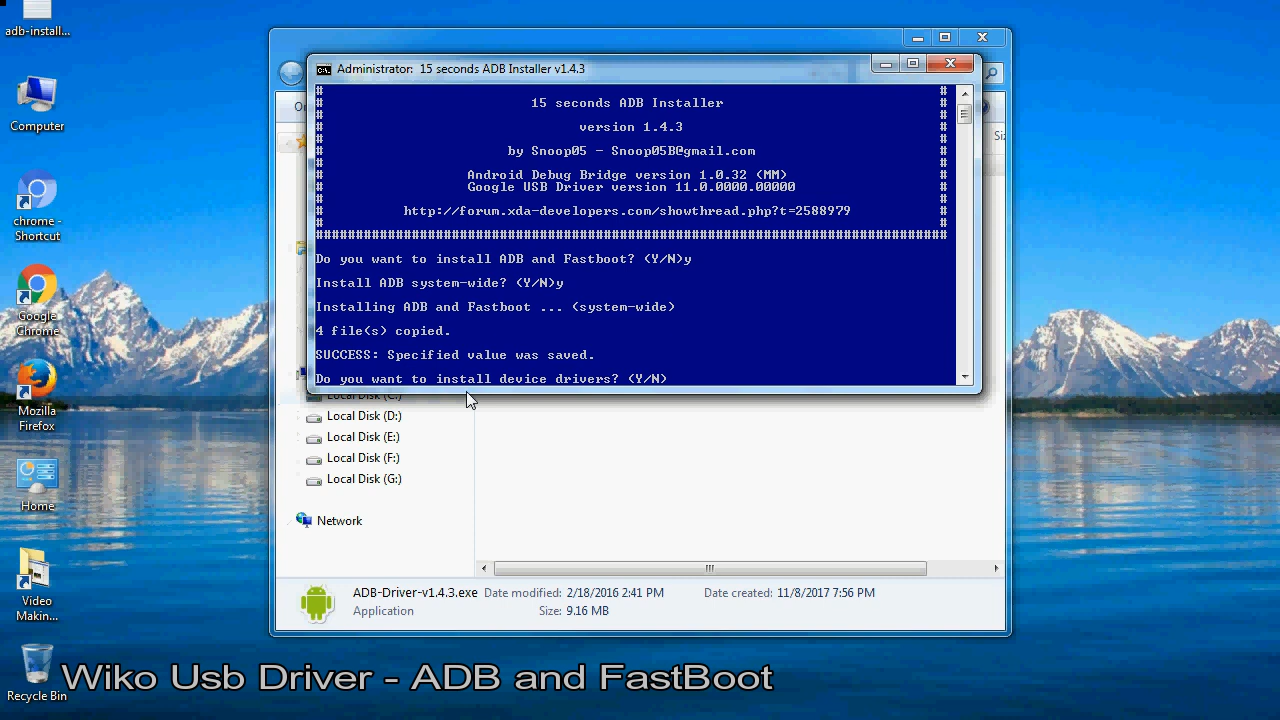 adb-install...
Computer
chrome -
Shortcut
Google
Chrome
Mozilla
Firefox
Home
Video
Makin...
Recycle Bin
Administrator: 15 seconds ADB Installer v1.4.3
15 seconds ADB Installer
version 1.4.3
by Snoop05 - Snoop05B@gmail.com
Android Debug Bridge version 1.0.32 (MM)
Google USB Driver version 11.0.0000.00000
http://forum.xda-developers.com/showthread.php?t=2588979
################################################################################
Do you want to install ADB and Fastboot? (Y/N)y
Install ADB system-wide? (Y/N)y
Installing ADB and Fastboot ... (system-wide)
4 file(s) copied.
SUCCESS: Specified value was saved.
Do you want to install device drivers? (Y/N)
Local Disk (C:)
Local Disk (D:)
Local Disk (E:)
Local Disk (F:)
Local Disk (G:)
Network
ADB-Driver-v1.4.3.exe Date modified: 2/18/2016 2:41 PM Date created: 11/8/2017 7:56 PM
Application Size: 9.16 MB
Wiko Usb Driver - ADB and FastBoot